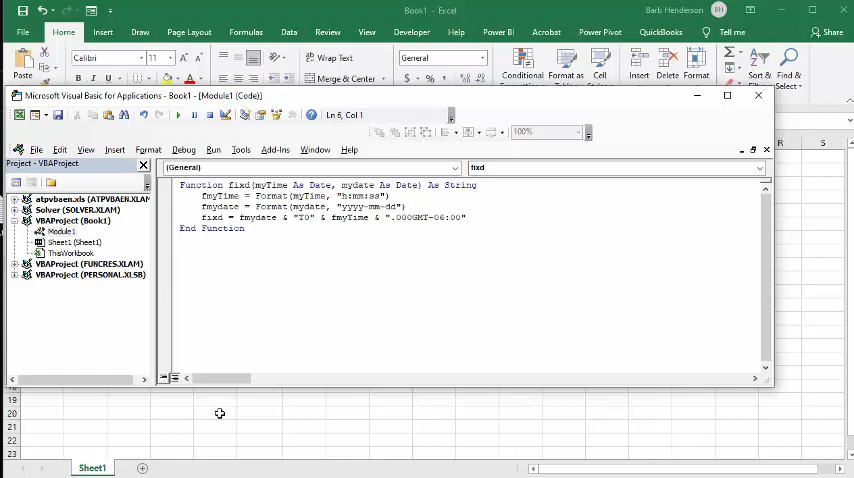 Book1 - Excel
Barb Henderson
BH
File Home Insert Draw Page Layout Formulas Data Review View Developer Help Power BI Acrobat Power Pivot QuickBooks Tell me Share
Paste
Calibri 11
B I U
Wrap Text
Merge & Center
General
$ %
Conditional Format as Cell
Formatting Table Styles
Insert Delete Format
Sort & Find &
Filter Select
Microsoft Visual Basic for Applications - Book1 - [Module1 (Code)]
Ln 6, Col 1
100%
File Edit View Insert Format Debug Run Tools Add-Ins Window Help
Project - VBAProject
(General) fixd
atpvbaen.xls (ATPVBAEN.XLAM
Solver (SOLVER.XLAM)
VBAProject (Book1)
Module1
Sheet1 (Sheet1)
ThisWorkbook
VBAProject (FUNCRES.XLAM)
VBAProject (PERSONAL.XLSB)
Function fixd(myTime As Date, mydate As Date) As String
fmyTime = Format(myTime, "h:mm:ss")
fmydate = Format(mydate, "yyyy-mm-dd")
fixd = fmydate & "T0" & fmyTime & ".000GMT-06:00"
End Function
R S
19
20
21
22
23
Sheet1